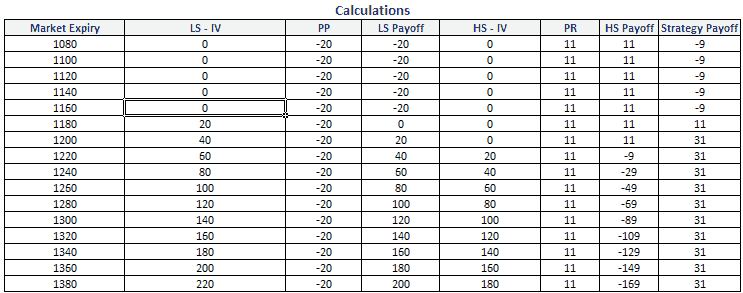 Calculations
Market Expiry LS - IV PP LS Payoff HS - IV PR HS Payoff Strategy Payoff
1080 0 -20 -20 0 11 11 -9
1100 0 -20 -20 0 11 11 -9
1120 0 -20 -20 0 11 11 -9
1140 0 -20 -20 0 11 11 -9
1160 0 -20 -20 0 11 11 -9
1180 20 -20 0 0 11 11 11
1200 40 -20 20 0 11 11 31
1220 60 -20 40 20 11 -9 31
1240 80 -20 60 40 11 -29 31
1260 100 -20 80 60 11 -49 31
1280 120 -20 100 80 11 -69 31
1300 140 -20 120 100 11 -89 31
1320 160 -20 140 120 11 -109 31
1340 180 -20 160 140 11 -129 31
1360 200 -20 180 160 11 -149 31
1380 220 -20 200 180 11 -169 31